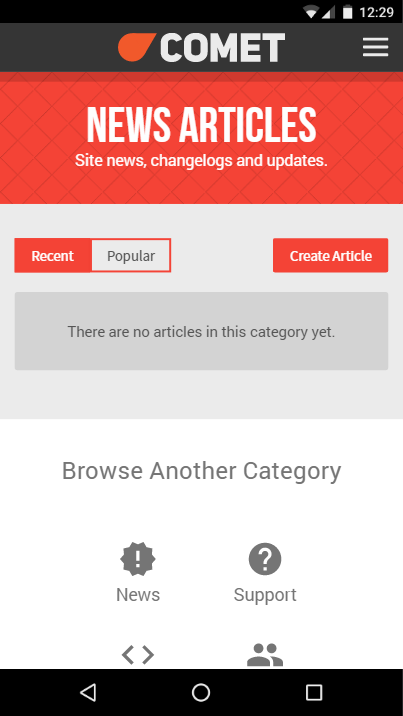 12:29
COMET
NEWS ARTICLES
Site news, changelogs and updates.
Recent Popular Create Article
There are no articles in this category yet.
Browse Another Category
News Support